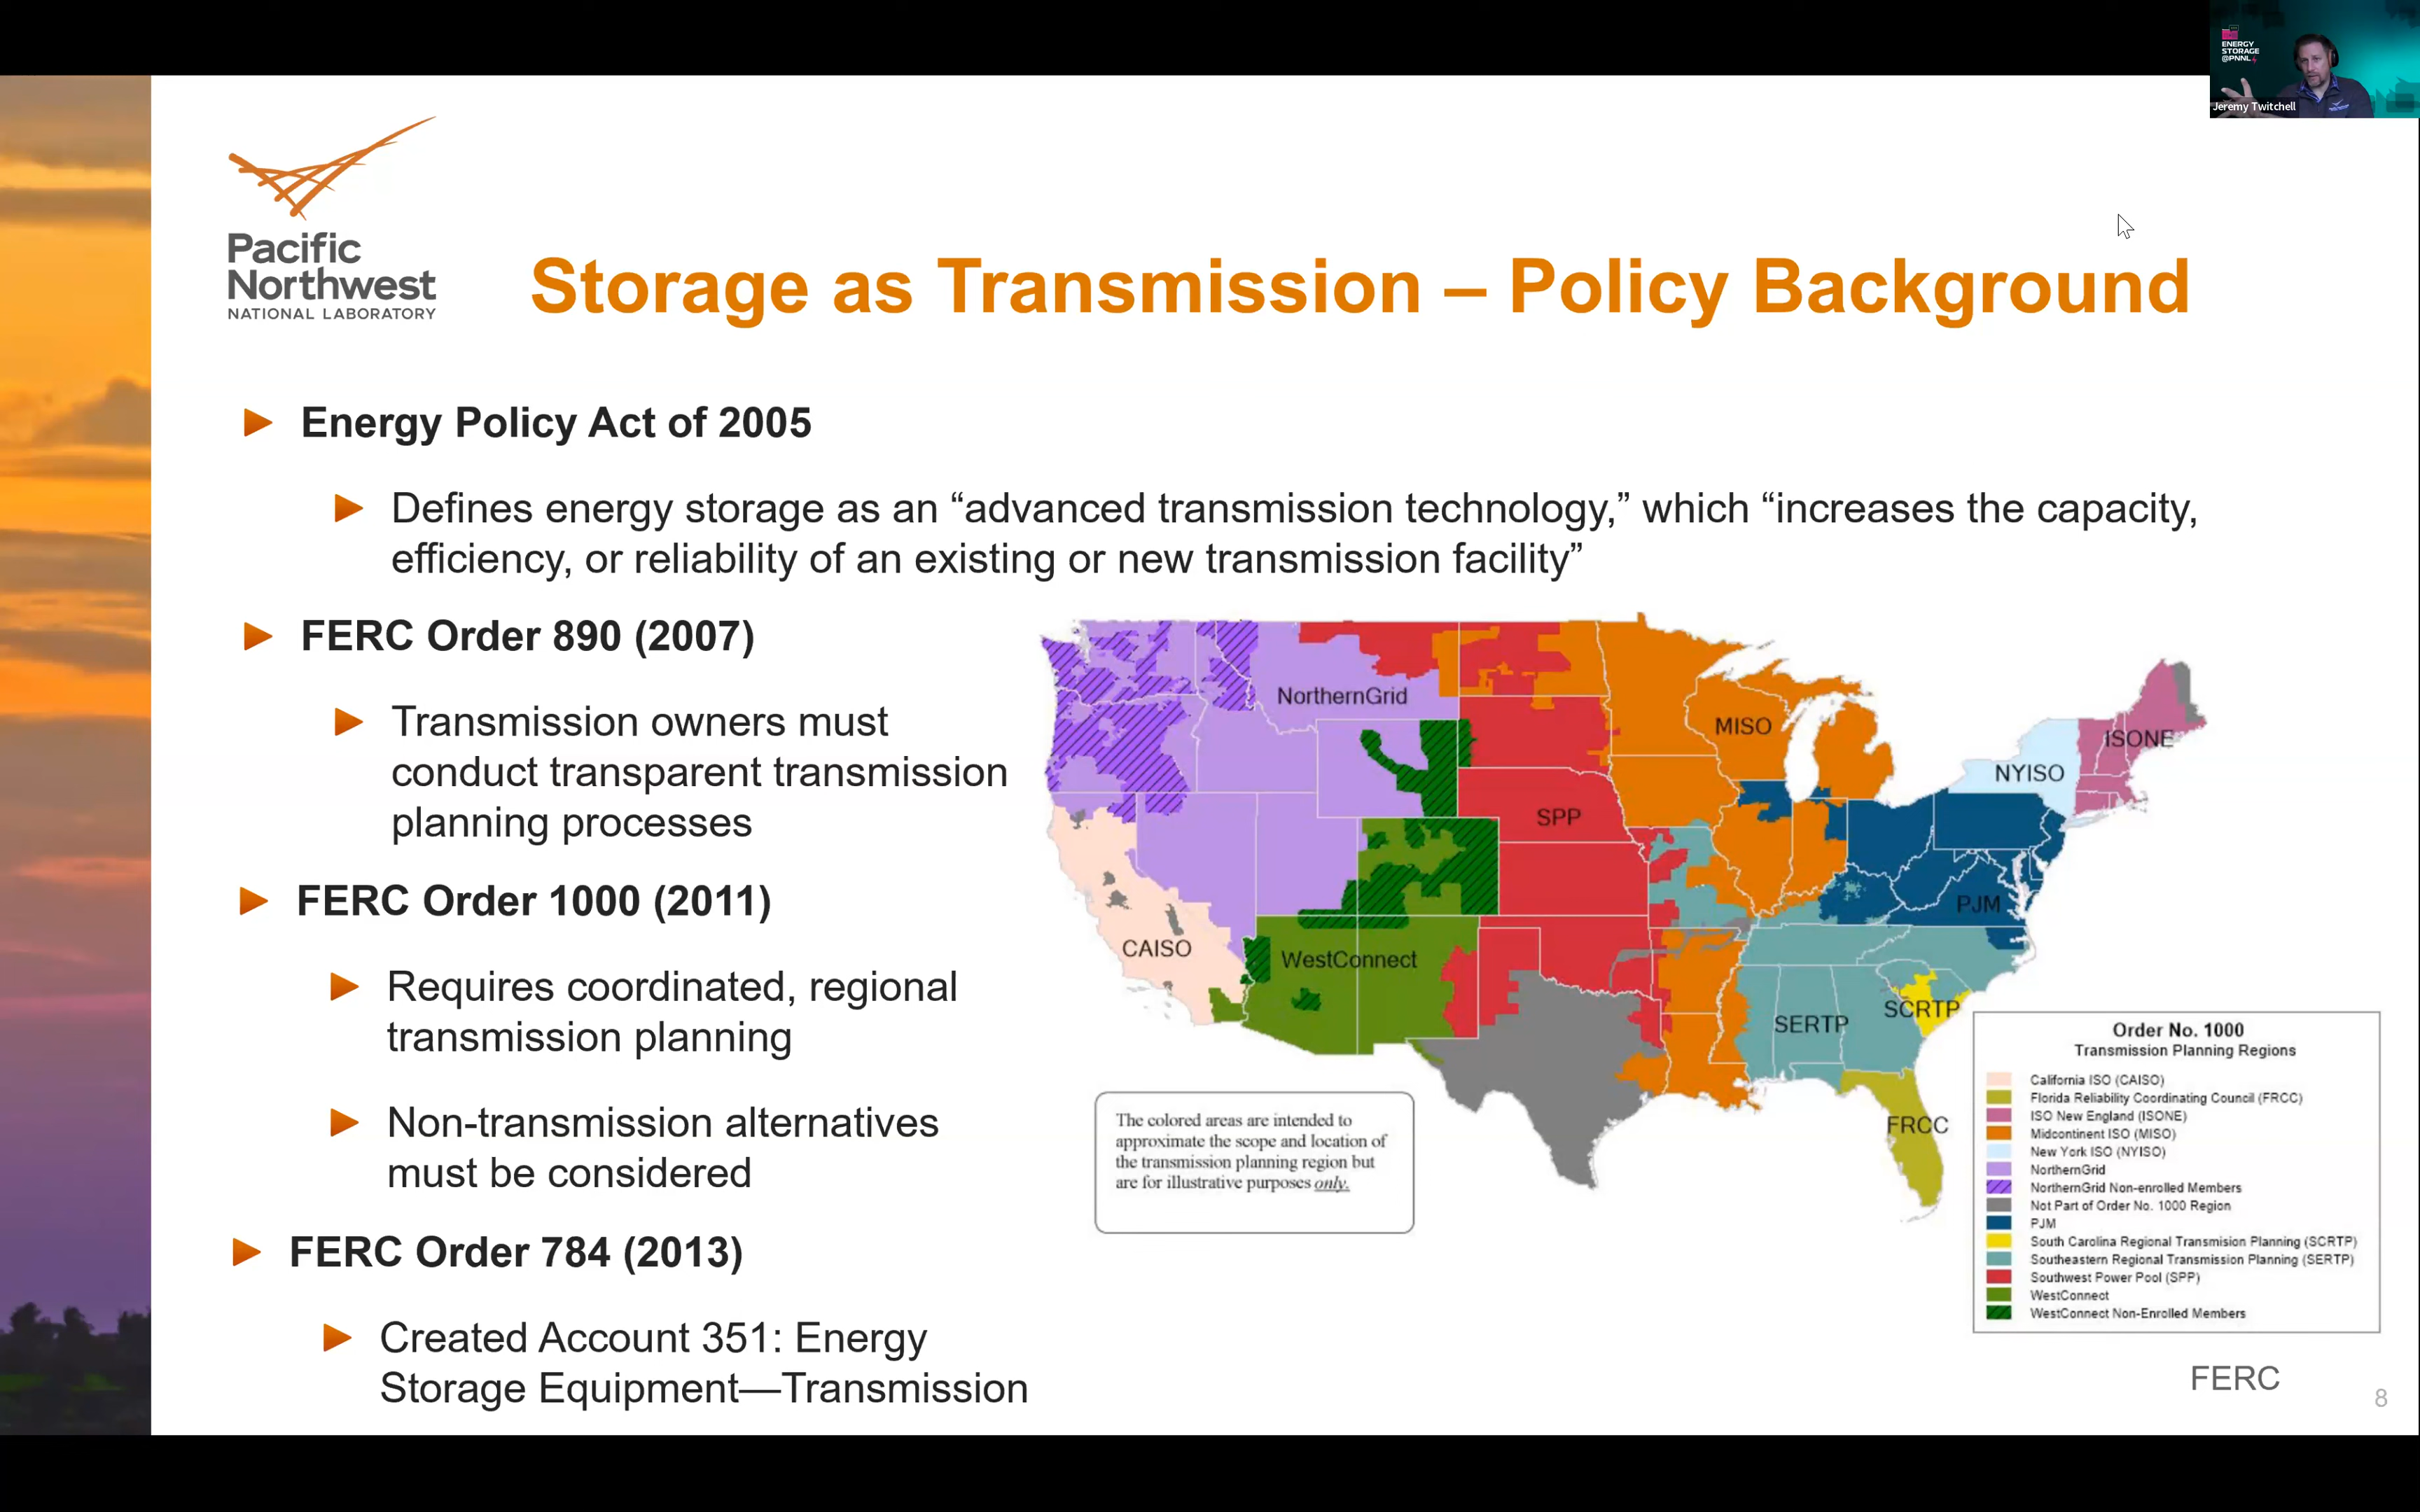 ENERGY
STORAGE
@PNNL
Jeremy Twitchell
Pacific
Northwest
NATIONAL LABORATORY
Storage as Transmission – Policy Background
Energy Policy Act of 2005
Defines energy storage as an “advanced transmission technology,” which “increases the capacity,
efficiency, or reliability of an existing or new transmission facility”
FERC Order 890 (2007)
Transmission owners must
conduct transparent transmission
planning processes
FERC Order 1000 (2011)
Requires coordinated, regional
transmission planning
Non-transmission alternatives
must be considered
FERC Order 784 (2013)
Created Account 351: Energy
Storage Equipment—Transmission
NorthernGrid
MISO
ISONE
NYISO
SPP
PJM
CAISO
WestConnect
SCRTP
SERTP
FRCC
The colored areas are intended to
approximate the scope and location of
the transmission planning region but
are for illustrative purposes only.
Order No. 1000
Transmission Planning Regions
California ISO (CAISO)
Florida Reliability Coordinating Council (FRCC)
ISO New England (ISONE)
Midcontinent ISO (MISO)
New York ISO (NYISO)
NorthernGrid
NorthernGrid Non-enrolled Members
Not Part of Order No. 1000 Region
PJM
South Carolina Regional Transmision Planning (SCRTP)
Southeastern Regional Transmission Planning (SERTP)
Southwest Power Pool (SPP)
WestConnect
WestConnect Non-Enrolled Members
FERC
8